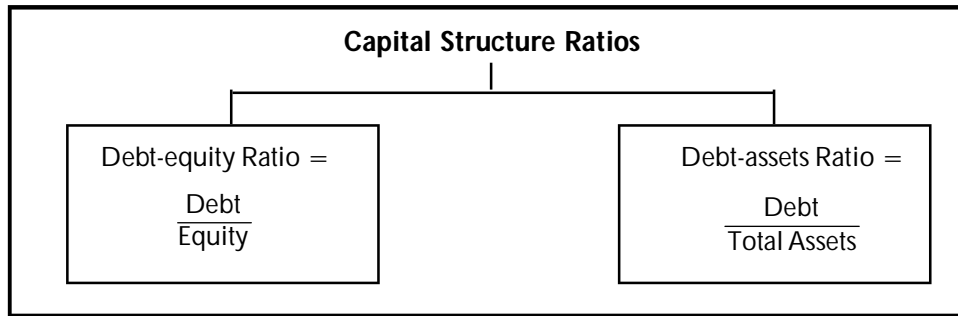 Capital Structure Ratios
Debt-equity Ratio =
Debt
Equity
Debt-assets Ratio =
Debt
Total Assets